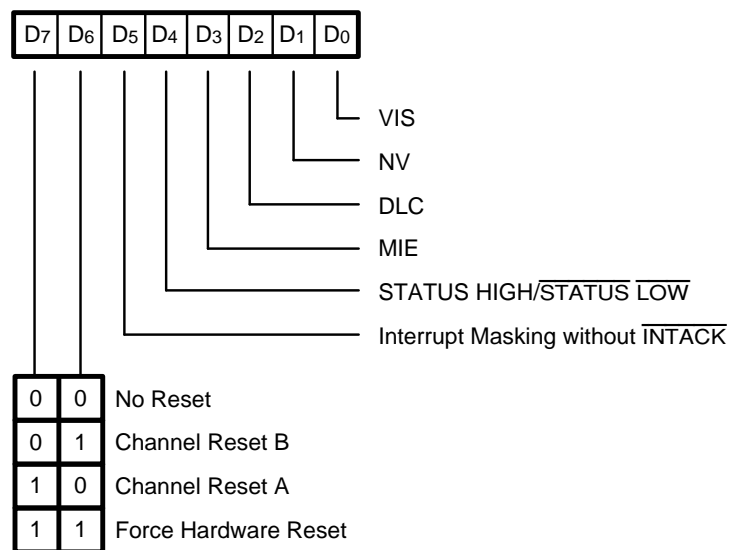 D7 D6 D5 D4 D3 D2 D1 D0
VIS
NV
DLC
MIE
STATUS HIGH/STATUS LOW
Interrupt Masking without INTACK
0 0 No Reset
0 1 Channel Reset B
1 0 Channel Reset A
1 1 Force Hardware Reset